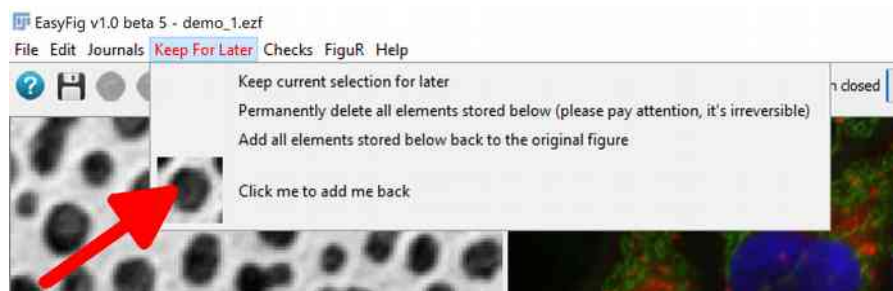 EasyFig v1.0 beta 5 - demo_1.ezf
File Edit Journals Keep For Later Checks FiguR Help
Keep current selection for later
closed
Permanently delete all elements stored below (please pay attention, it's irreversible)
Add all elements stored below back to the original figure
Click me to add me back